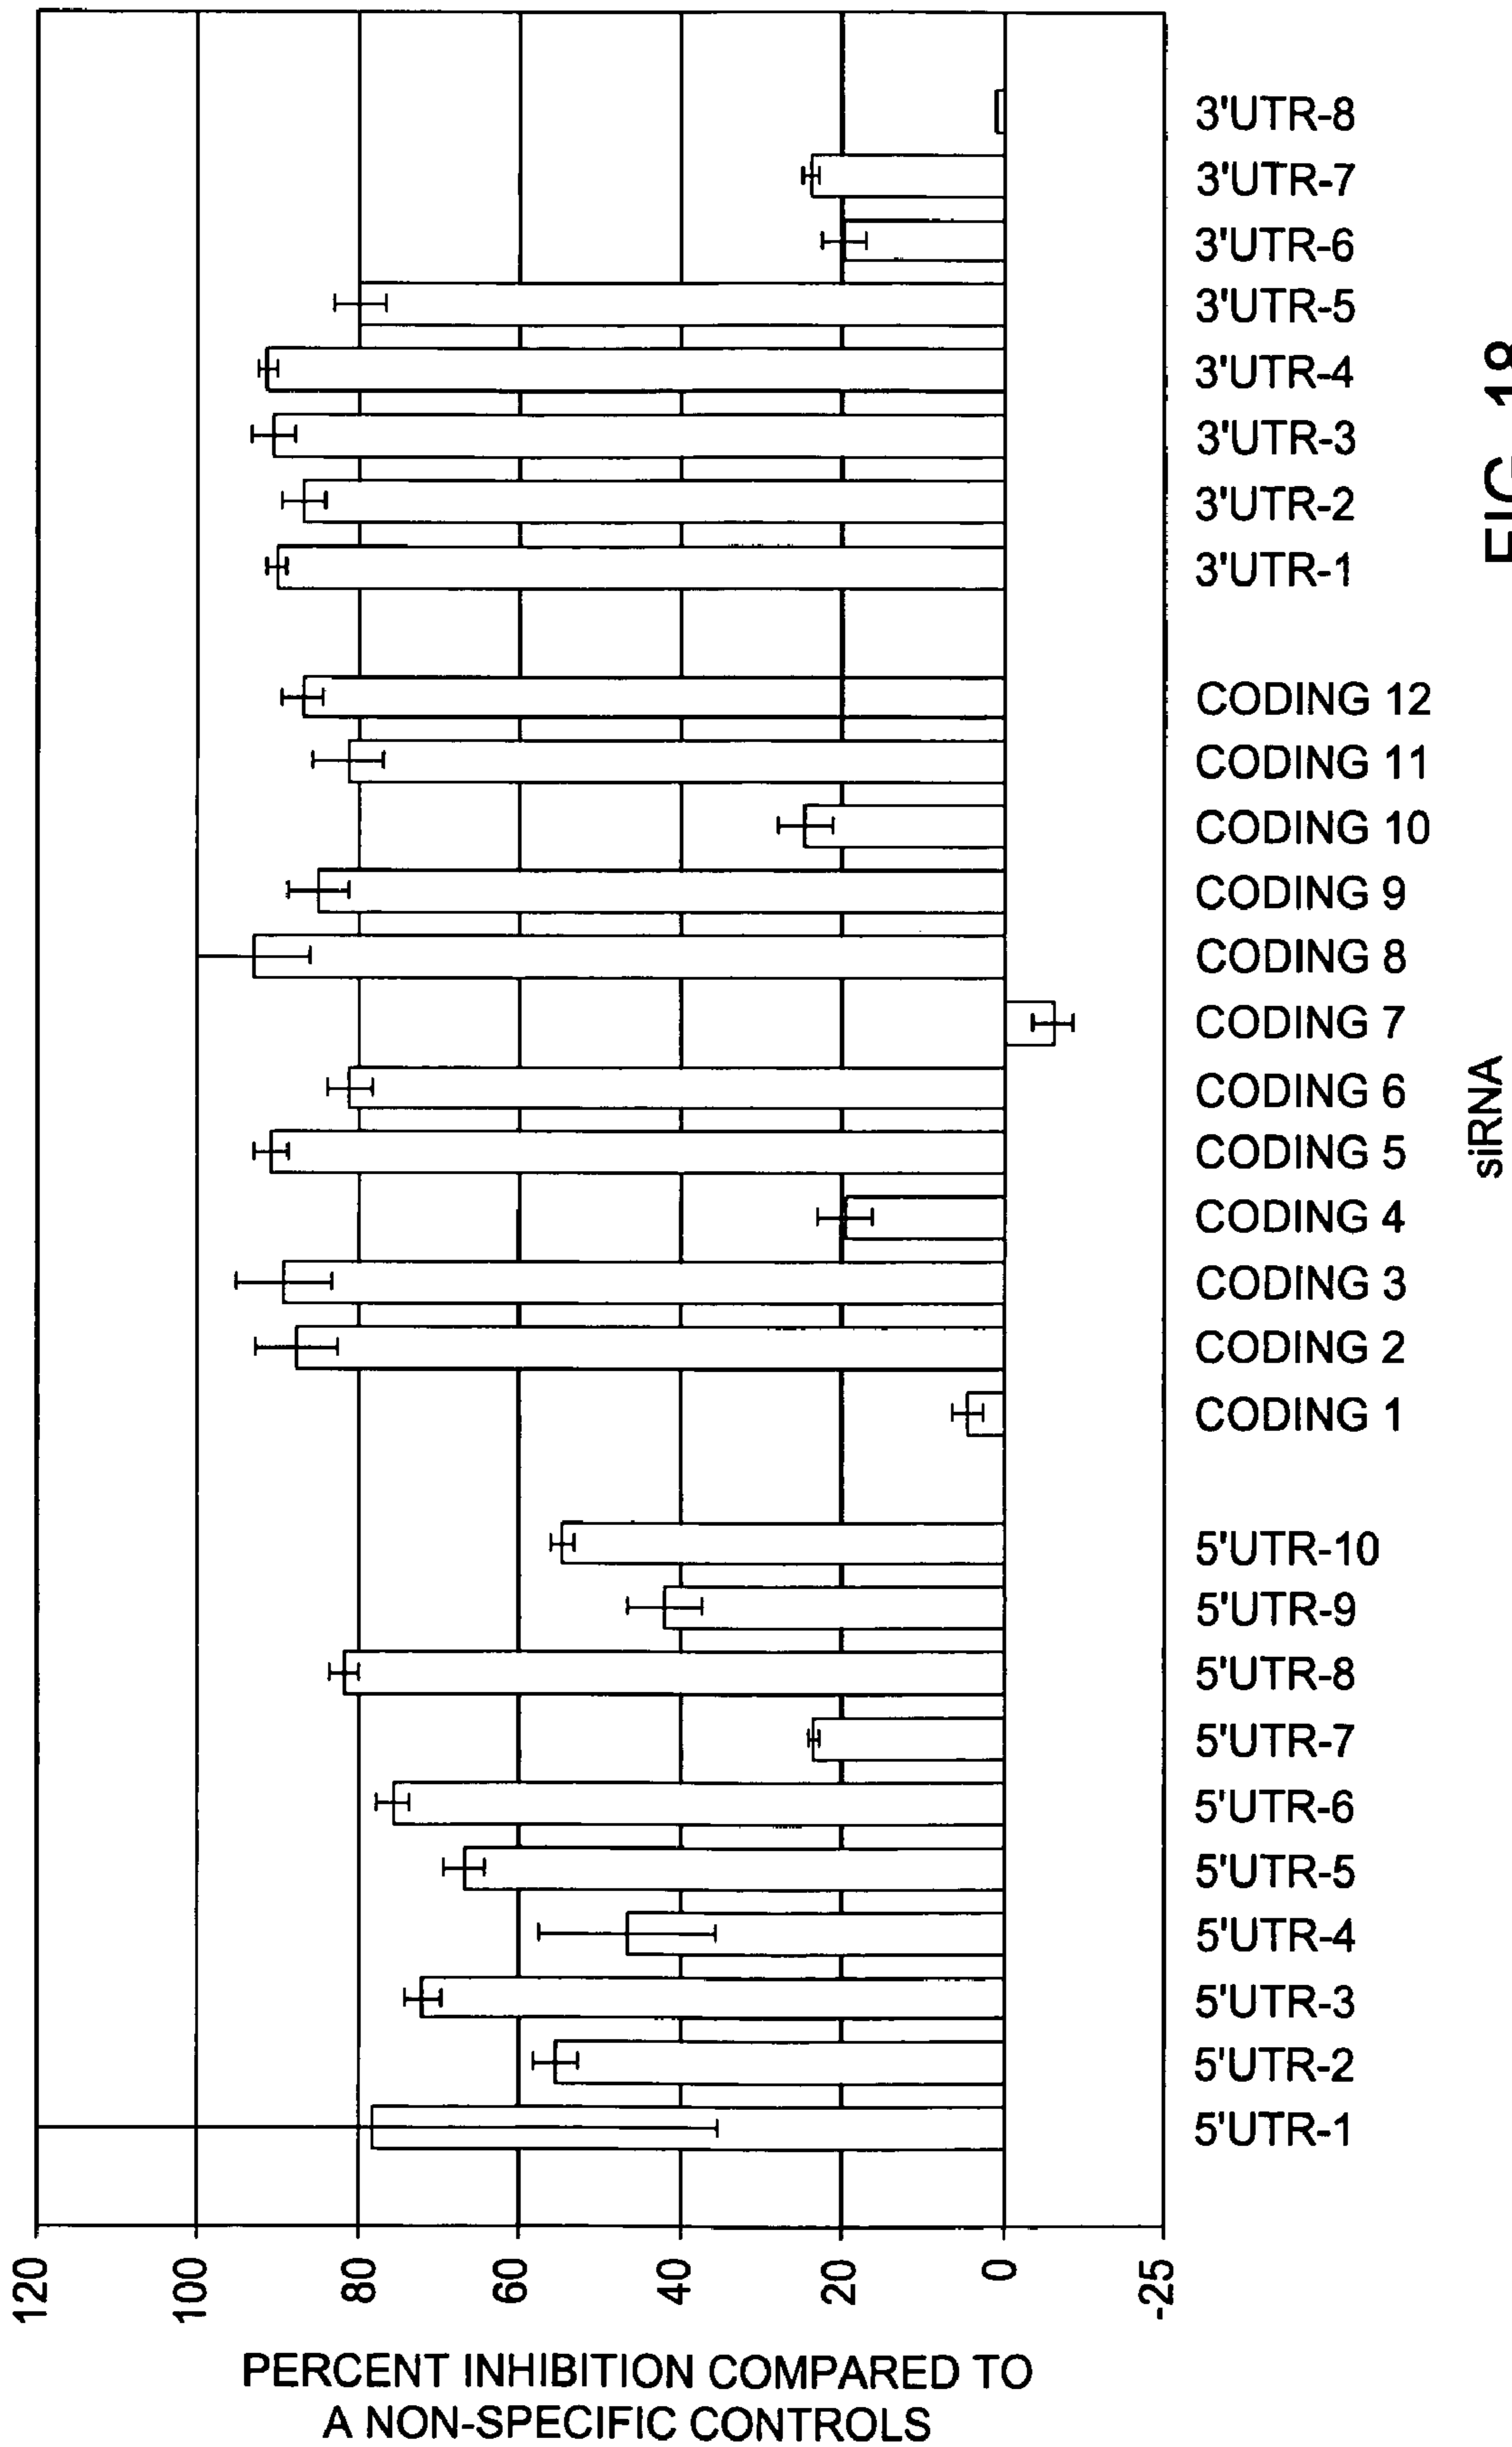 PERCENT INHIBITION COMPARED TO
A NON-SPECIFIC CONTROLS
120
100
80
60
40
20
0
-25
5'UTR-1
5'UTR-2
5'UTR-3
5'UTR-4
5'UTR-5
5'UTR-6
5'UTR-7
5'UTR-8
5'UTR-9
5'UTR-10
CODING 1
CODING 2
CODING 3
CODING 4
CODING 5
CODING 6
CODING 7
CODING 8
CODING 9
CODING 10
CODING 11
CODING 12
3'UTR-1
3'UTR-2
3'UTR-3
3'UTR-4
3'UTR-5
3'UTR-6
3'UTR-7
3'UTR-8
siRNA
FIG. 18